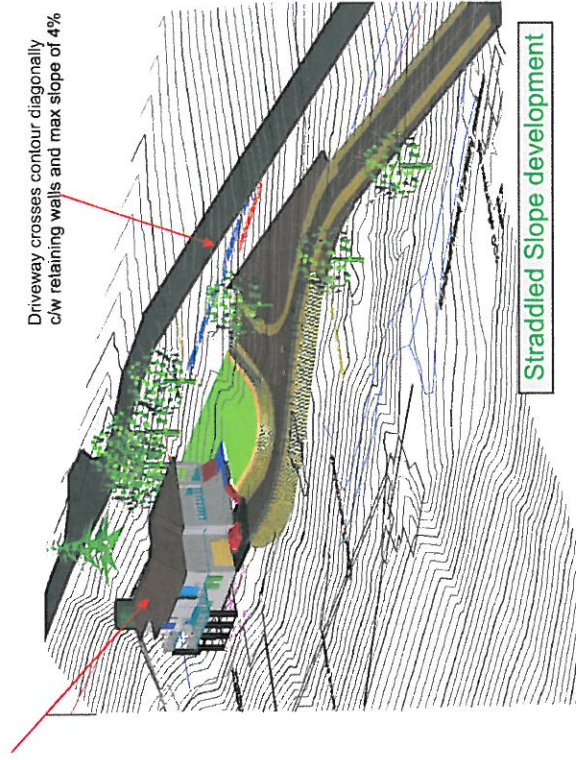 Driveway crosses contour diagonally
c/w retaining walls and max slope of 4%
Straddled Slope development